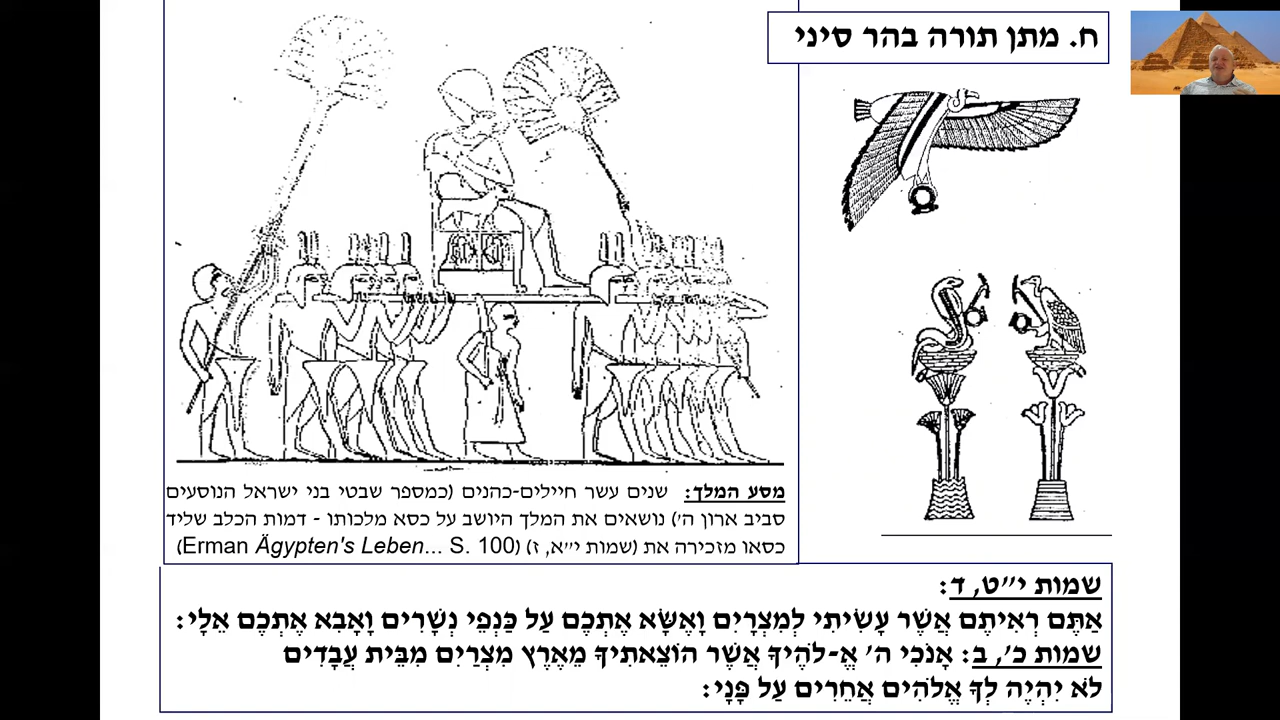 ח. מתן תורה בהר סיני
מסע המלך: שנים עשר חיילים-כהנים (כמספר שבטי בני ישראל הנוסעים
סביב ארון ה׳) נושאים את המלך היושב על כסא מלכותו - דמות הכלב שליד
כסאו מזכירה את (שמות י״א, ז) (Erman Ägypten's Leben... S. 100)
שמות י״ט, ד:
אַתֶּם רְאִיתֶם אֲשֶׁר עָשִׂיתִי לְמִצְרָיִם וָאֶשָּׂא אֶתְכֶם עַל כַּנְפֵי נְשָׁרִים וָאָבִא אֶתְכֶם אֵלָי:
שמות כ׳, ב: אָנֹכִי ה׳ אֱ-לֹהֶיךָ אֲשֶׁר הוֹצֵאתִיךָ מֵאֶרֶץ מִצְרַיִם מִבֵּית עֲבָדִים
לֹא יִהְיֶה לְךָ אֱלֹהִים אֲחֵרִים עַל פָּנָי: